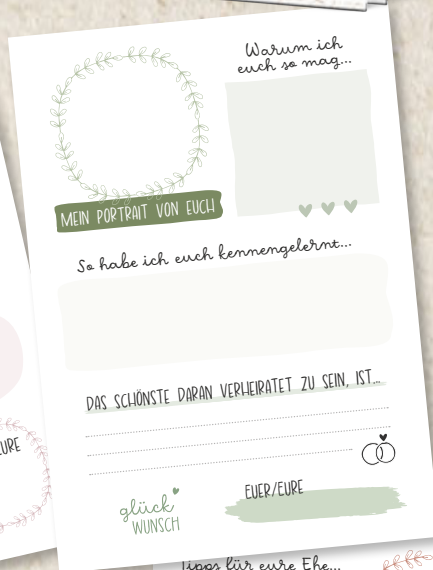 Warum ich
euch so mag...
MEIN PORTRAIT VON EUCH
So habe ich euch kennengelernt...
DAS SCHÖNSTE DARAN VERHEIRATET ZU SEIN, IST...
glück
WUNSCH
EUER/EURE
EURE
Tipps für eure Ehe...